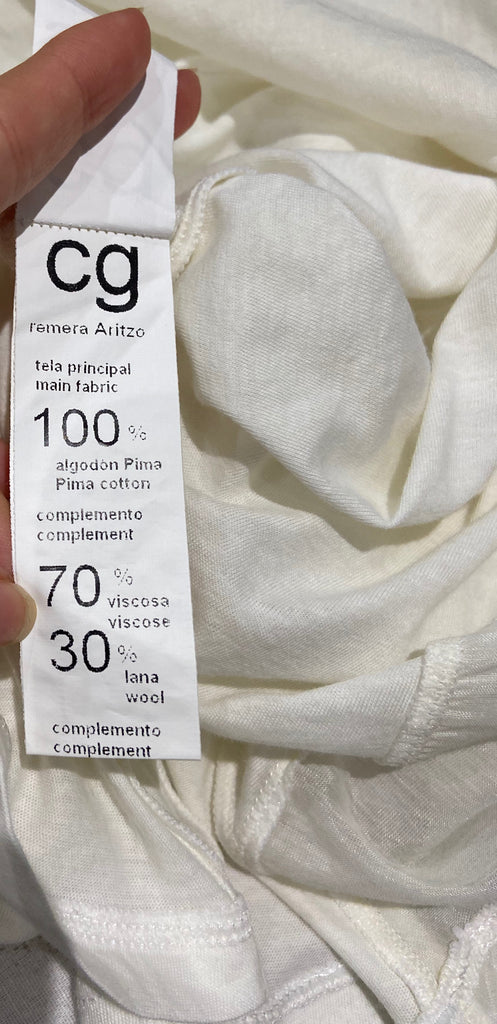 cg
remera Aritzo
tela principal
main fabric
100 %
algodón Pima
Pima cotton
complemento
complement
70 %
viscosa
viscose
30 %
lana
wool
complemento
complement